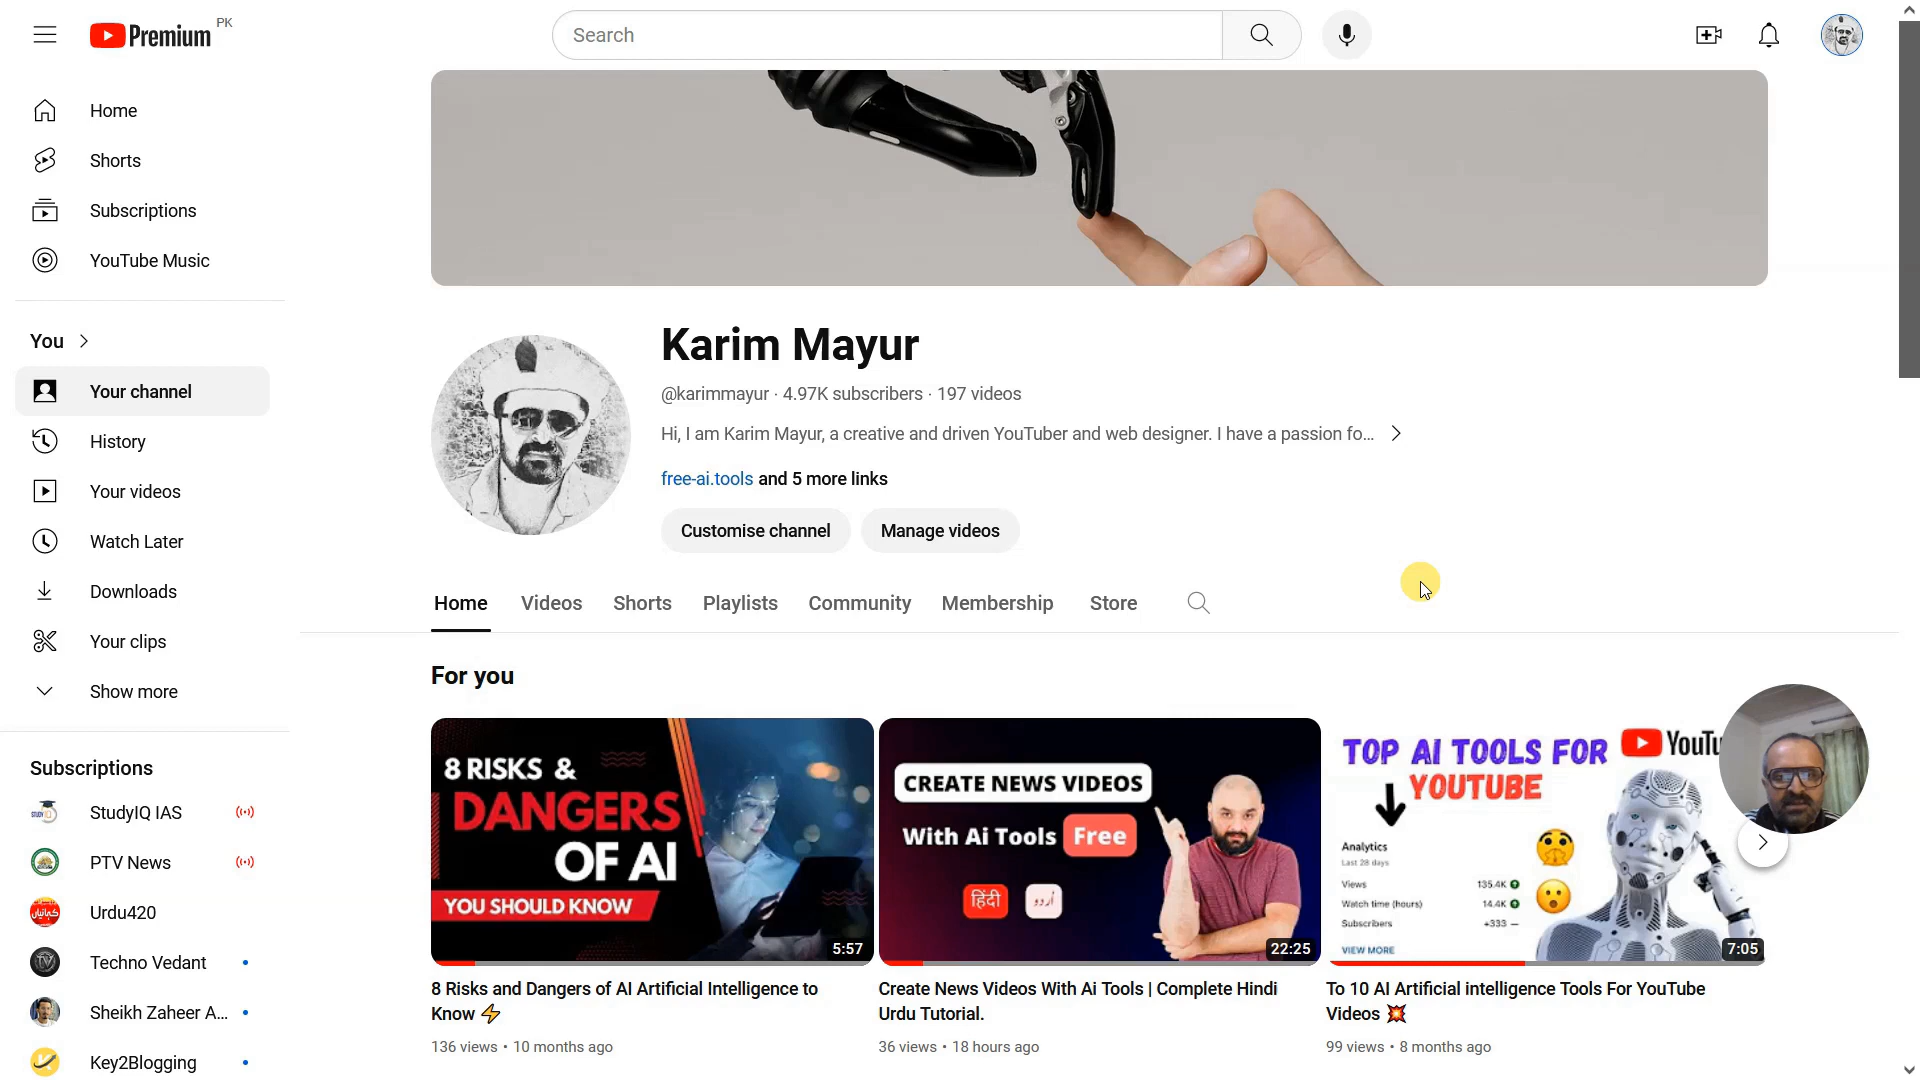 Premium PK
Search
Home
Shorts
Subscriptions
YouTube Music
You
Your channel
History
Your videos
Watch Later
Downloads
Your clips
Show more
Subscriptions
StudyIQ IAS
PTV News
Urdu420
Techno Vedant
Sheikh Zaheer A...
Key2Blogging
Karim Mayur
@karimmayur · 4.97K subscribers · 197 videos
Hi, I am Karim Mayur, a creative and driven YouTuber and web designer. I have a passion fo...
free-ai.tools and 5 more links
Customise channel Manage videos
Home Videos Shorts Playlists Community Membership Store
For you
8 RISKS &
DANGERS
OF AI
YOU SHOULD KNOW
5:57
8 Risks and Dangers of AI Artificial Intelligence to
Know ⚡
136 views • 10 months ago
CREATE NEWS VIDEOS
With Ai Tools Free
हिंदी اُردو
22:25
Create News Videos With Ai Tools | Complete Hindi
Urdu Tutorial.
36 views • 18 hours ago
TOP AI TOOLS FOR YouTu
YOUTUBE
Analytics
Last 28 days
Views 135.4K
Watch time (hours) 14.4K
Subscribers +333 —
VIEW MORE
7:05
To 10 AI Artificial intelligence Tools For YouTube
Videos 💥
99 views • 8 months ago